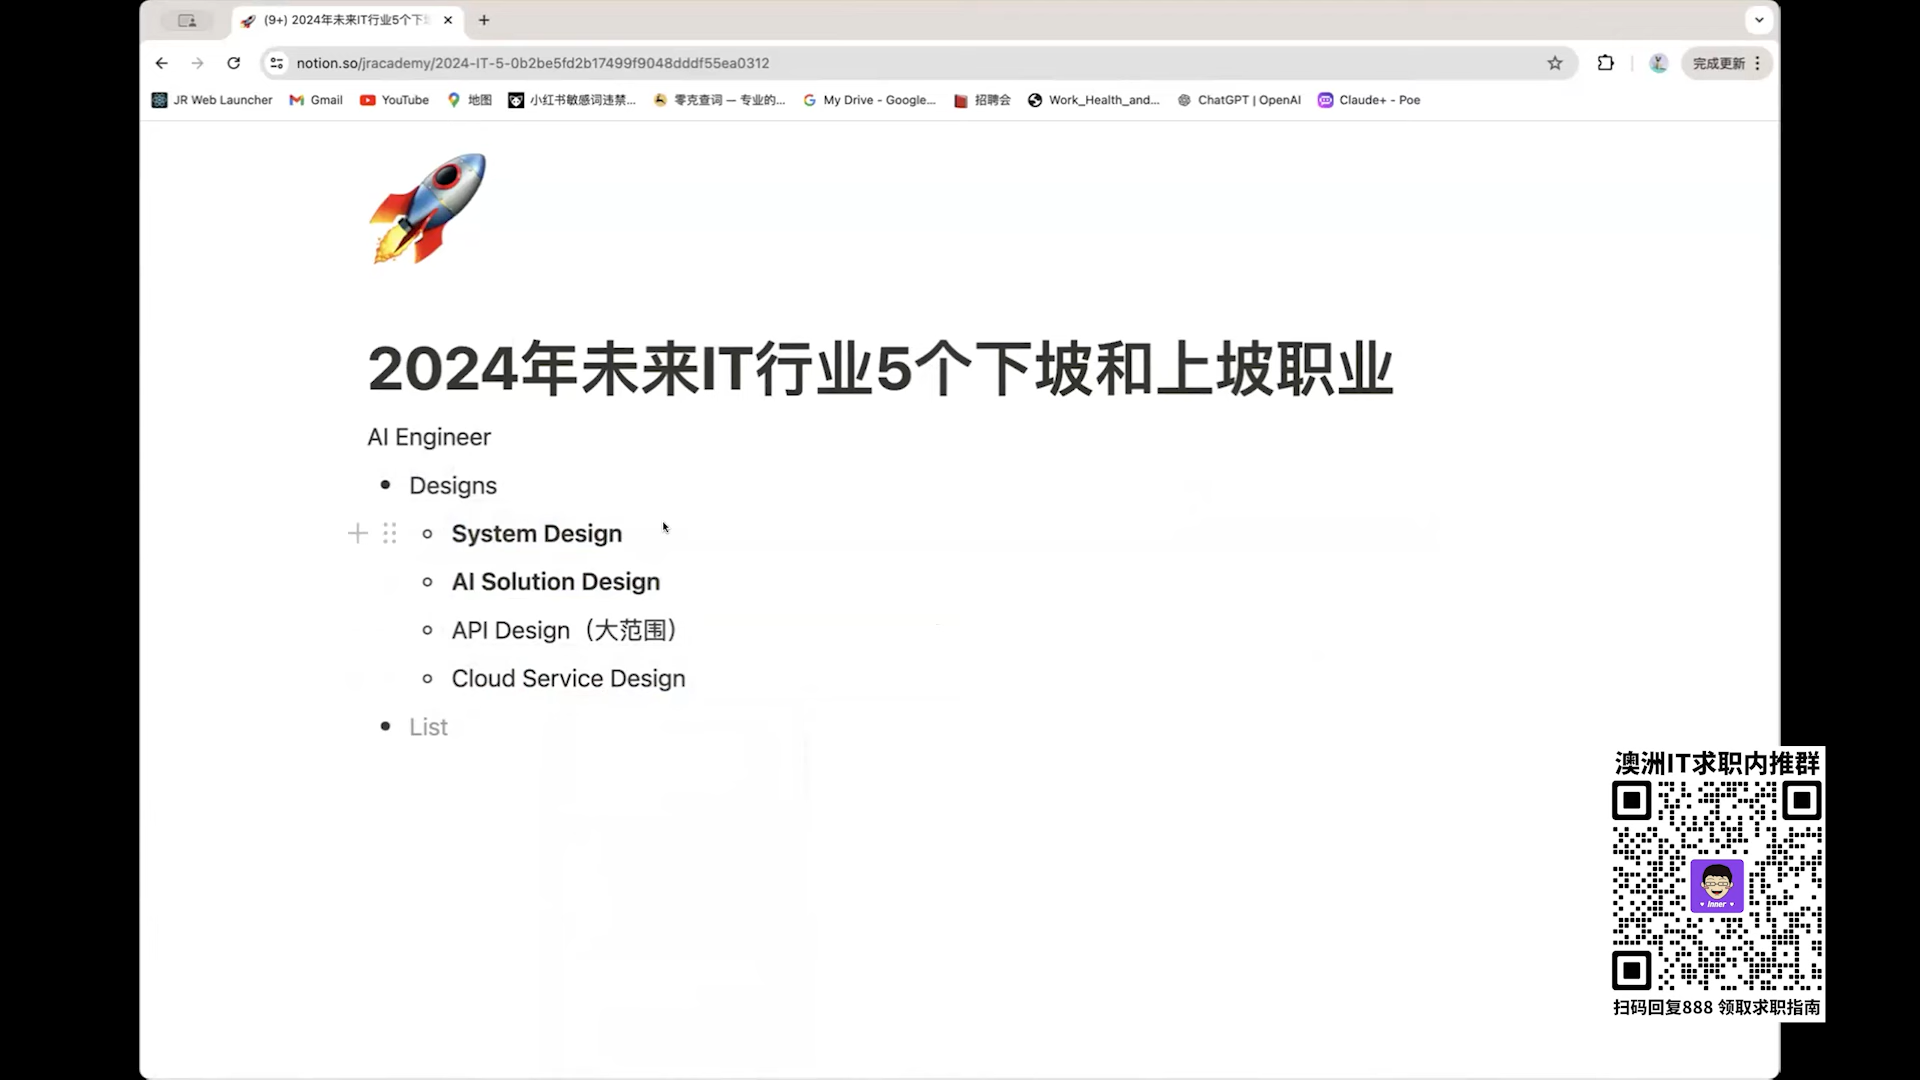 (9+) 2024年未来IT行业5个下
notion.so/jracademy/2024-IT-5-0b2be5fd2b17499f9048dddf55ea0312
完成更新
JR Web Launcher
Gmail
YouTube
地图
小红书敏感词违禁...
零克查词 — 专业的...
My Drive - Google...
招聘会
Work_Health_and...
ChatGPT | OpenAI
Claude+ - Poe
2024年未来IT行业5个下坡和上坡职业
AI Engineer
Designs
System Design
AI Solution Design
API Design（大范围）
Cloud Service Design
List
澳洲IT求职内推群
Inner
扫码回复888 领取求职指南